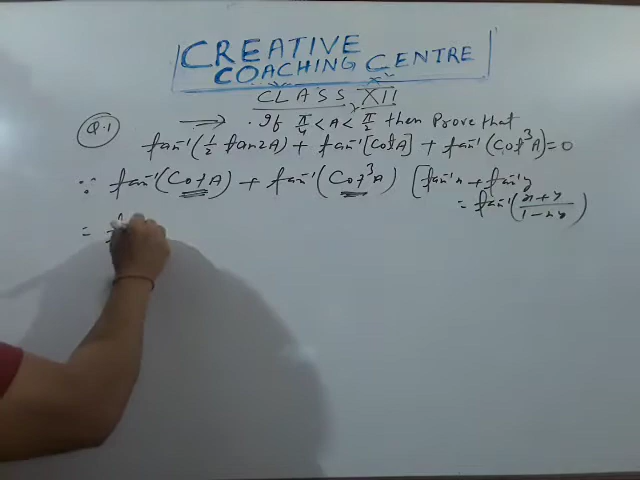 CREATIVE
COACHING CENTRE
CLASS XII
Q.1 → . If π/4 < A < π/2 then Prove that
tan⁻¹(1/2 tan2A) + tan⁻¹[CotA] + tan⁻¹(Cot³A)=0
∵ tan⁻¹(CotA) + tan⁻¹(Cot³A) [tan⁻¹x + tan⁻¹y
= tan⁻¹(x+y/1-xy)
=